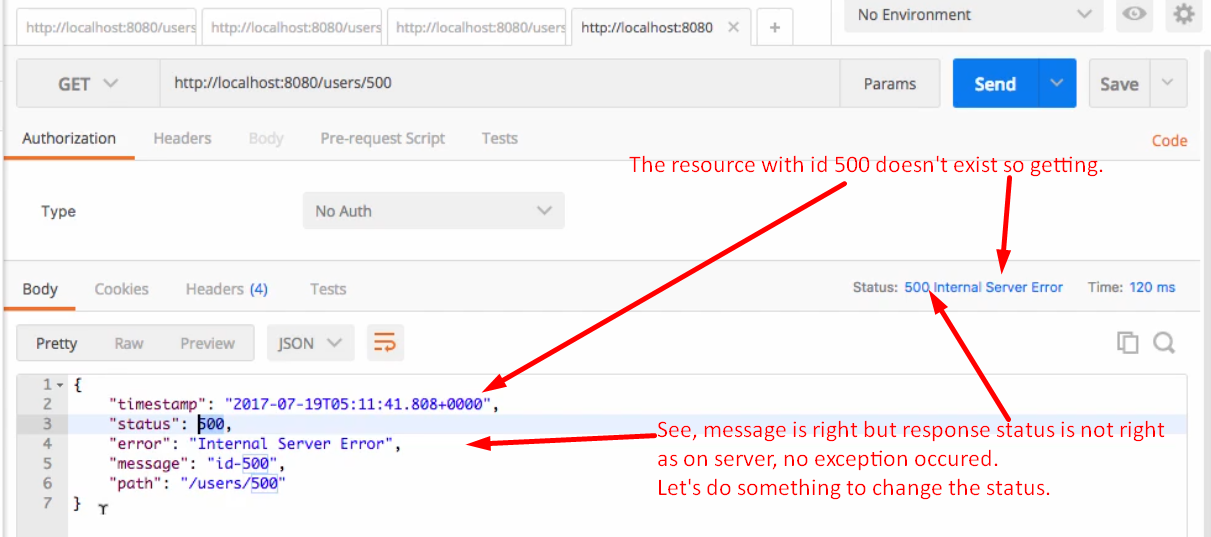 http://localhost:8080/users http://localhost:8080/users http://localhost:8080/users http://localhost:8080 × + No Environment
GET http://localhost:8080/users/500 Params Send Save
Authorization Headers Body Pre-request Script Tests Code
The resource with id 500 doesn't exist so getting.
Type No Auth
Body Cookies Headers (4) Tests Status: 500 Internal Server Error Time: 120 ms
Pretty Raw Preview JSON
1 {
2 "timestamp": "2017-07-19T05:11:41.808+0000",
3 "status": 500,
4 "error": "Internal Server Error",
5 "message": "id-500",
6 "path": "/users/500"
7 }
See, message is right but response status is not right
as on server, no exception occured.
Let's do something to change the status.